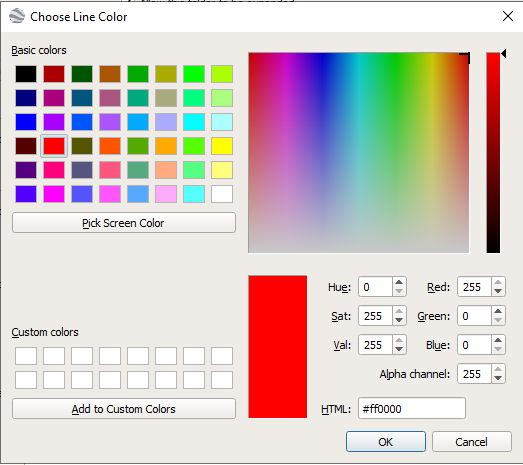 Choose Line Color
Basic colors
Pick Screen Color
Custom colors
Add to Custom Colors
Hue: 0
Red: 255
Sat: 255
Green: 0
Val: 255
Blue: 0
Alpha channel: 255
HTML: #ff0000
OK
Cancel